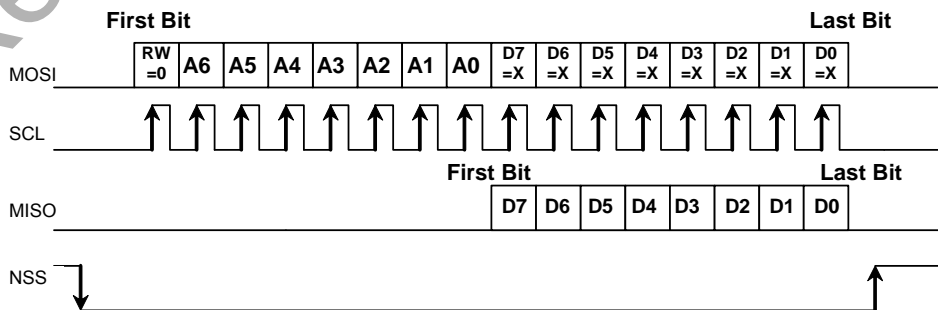 First Bit Last Bit
MOSI RW =0 A6 A5 A4 A3 A2 A1 A0 D7 =X D6 =X D5 =X D4 =X D3 =X D2 =X D1 =X D0 =X
SCL
First Bit Last Bit
MISO D7 D6 D5 D4 D3 D2 D1 D0
NSS